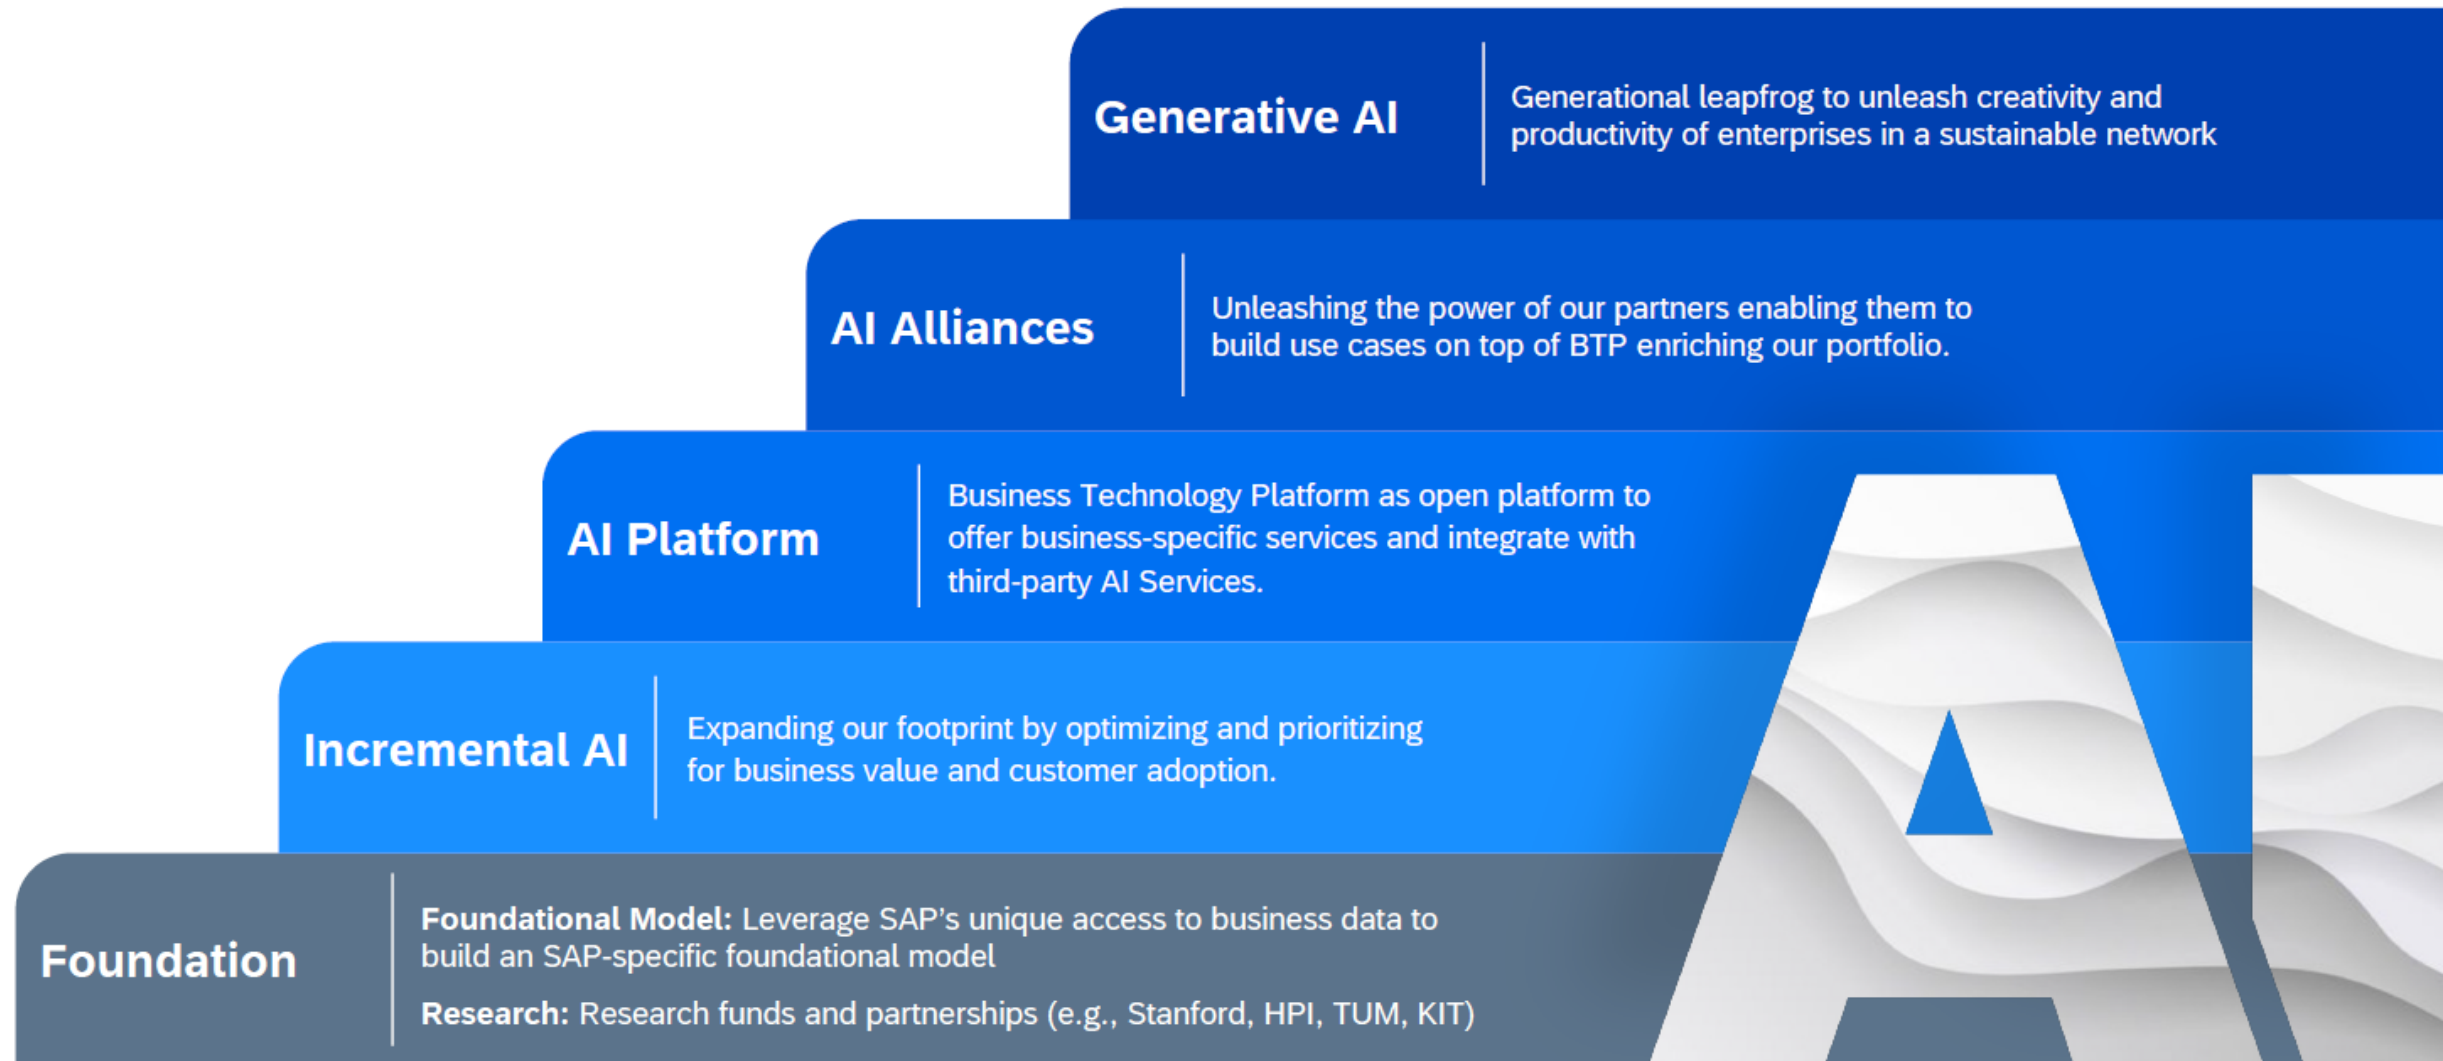 Generative AI
Generational leapfrog to unleash creativity and
productivity of enterprises in a sustainable network
AI Alliances
Unleashing the power of our partners enabling them to
build use cases on top of BTP enriching our portfolio.
AI Platform
Business Technology Platform as open platform to
offer business-specific services and integrate with
third-party AI Services.
Incremental AI
Expanding our footprint by optimizing and prioritizing
for business value and customer adoption.
Foundation
Foundational Model: Leverage SAP’s unique access to business data to
build an SAP-specific foundational model
Research: Research funds and partnerships (e.g., Stanford, HPI, TUM, KIT)